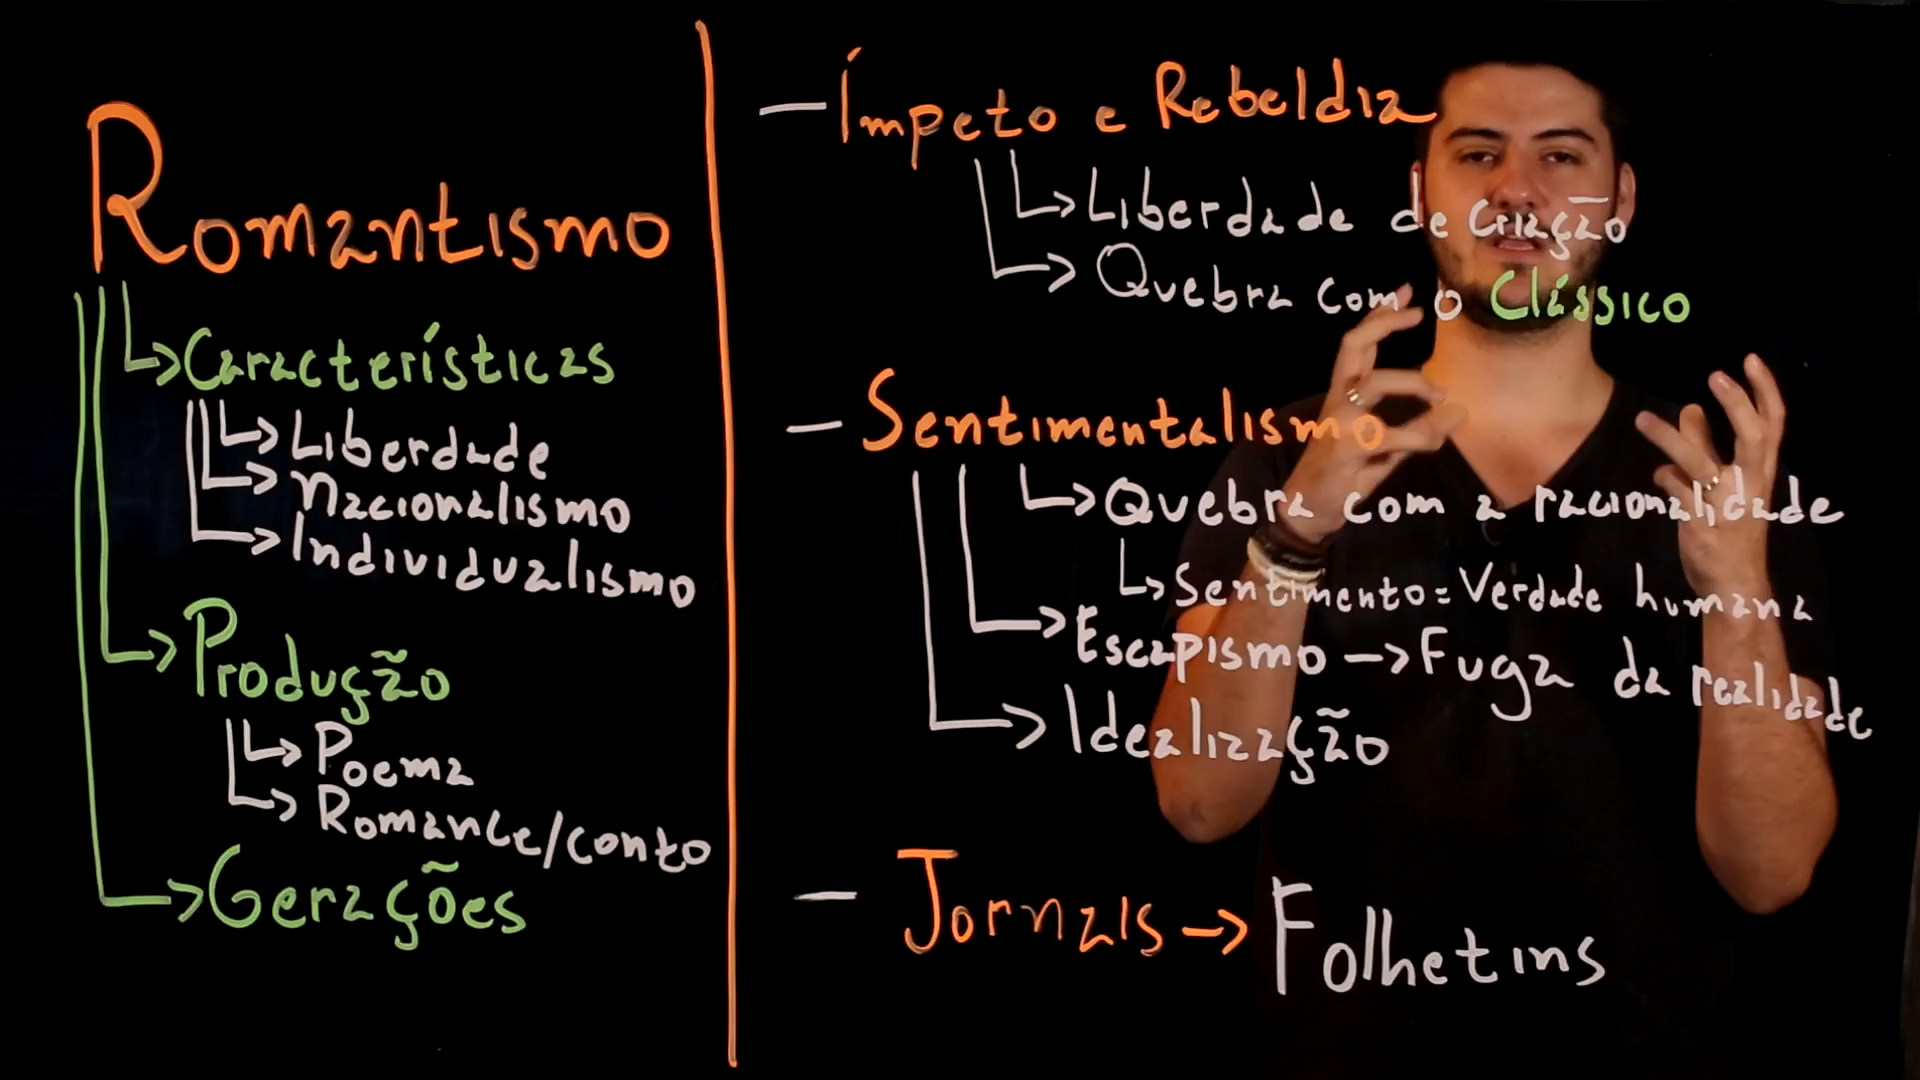 Romantismo
Características
Liberdade
Nacionalismo
Individualismo
Produção
Poema
Romance/conto
Gerações
— Ímpeto e Rebeldia
Liberdade de Criação
Quebra com o Clássico
— Sentimentalismo
Quebra com a racionalidade
Sentimento = Verdade humana
Escapismo → Fuga da realidade
Idealização
— Jornais → Folhetins